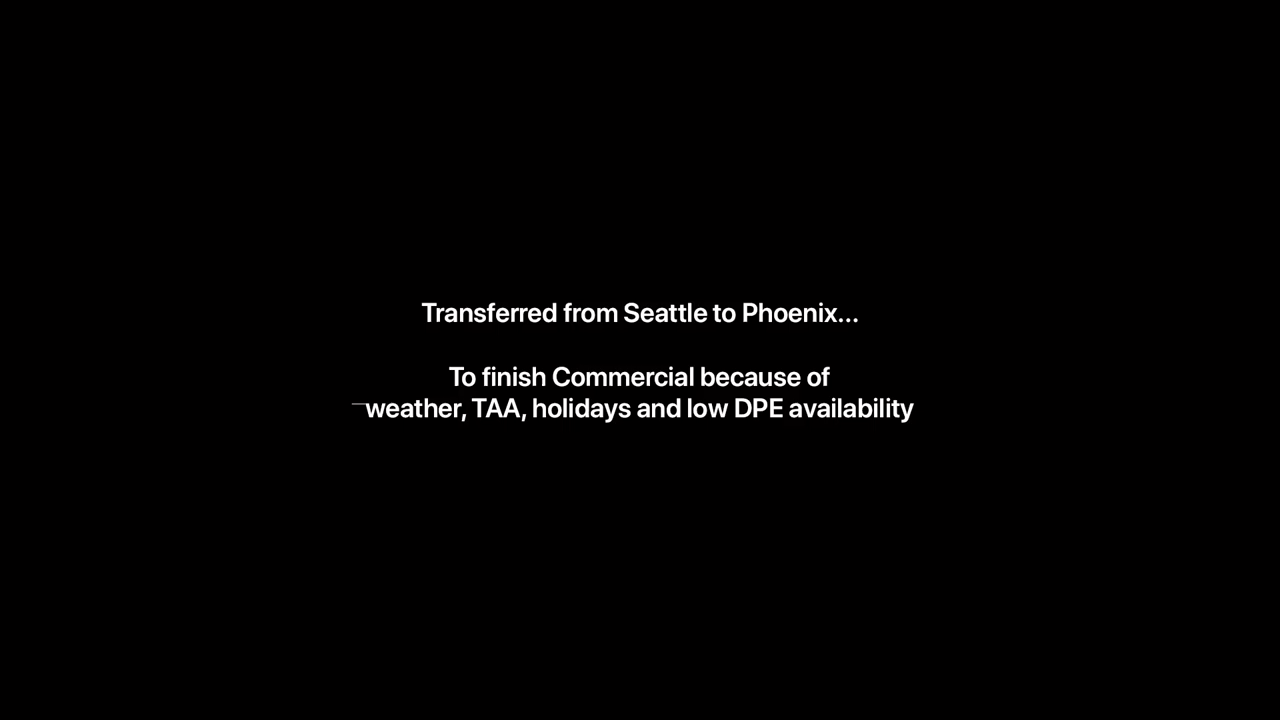 Transferred from Seattle to Phoenix...
To finish Commercial because of
weather, TAA, holidays and low DPE availability